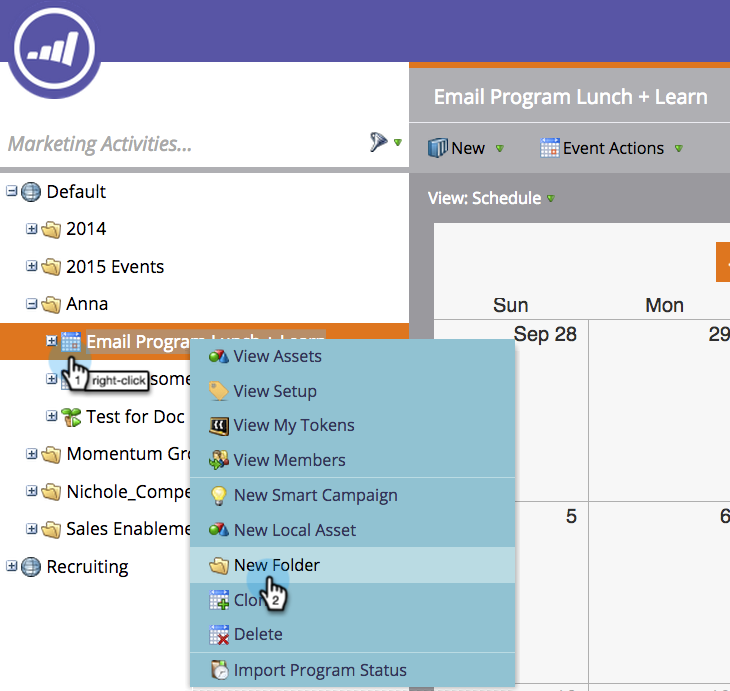 Email Program Lunch + Learn
Marketing Activities...
New
Event Actions
View: Schedule
Default
2014
2015 Events
Anna
Email Program Lunch + Learn
1 right-click
some
Test for Doc
Momentum Gr
Nichole_Compe
Sales Enableme
Recruiting
View Assets
View Setup
View My Tokens
View Members
New Smart Campaign
New Local Asset
New Folder
2
Clo
Delete
Import Program Status
Sun
Mon
Sep 28
29
5
6